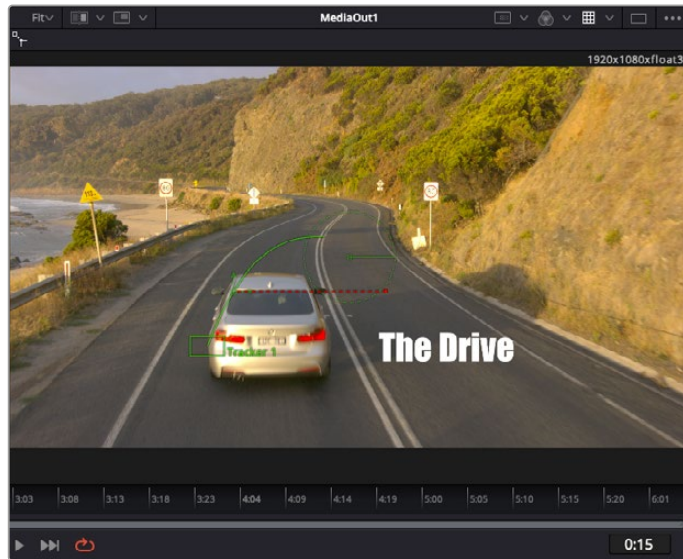 Fit MediaOut1
1920x1080xfloat3
Tracker 1
The Drive
3:03 3:08 3:13 3:18 3:23 4:04 4:09 4:14 4:19 5:00 5:05 5:10 5:15 5:20 6:01
0:15